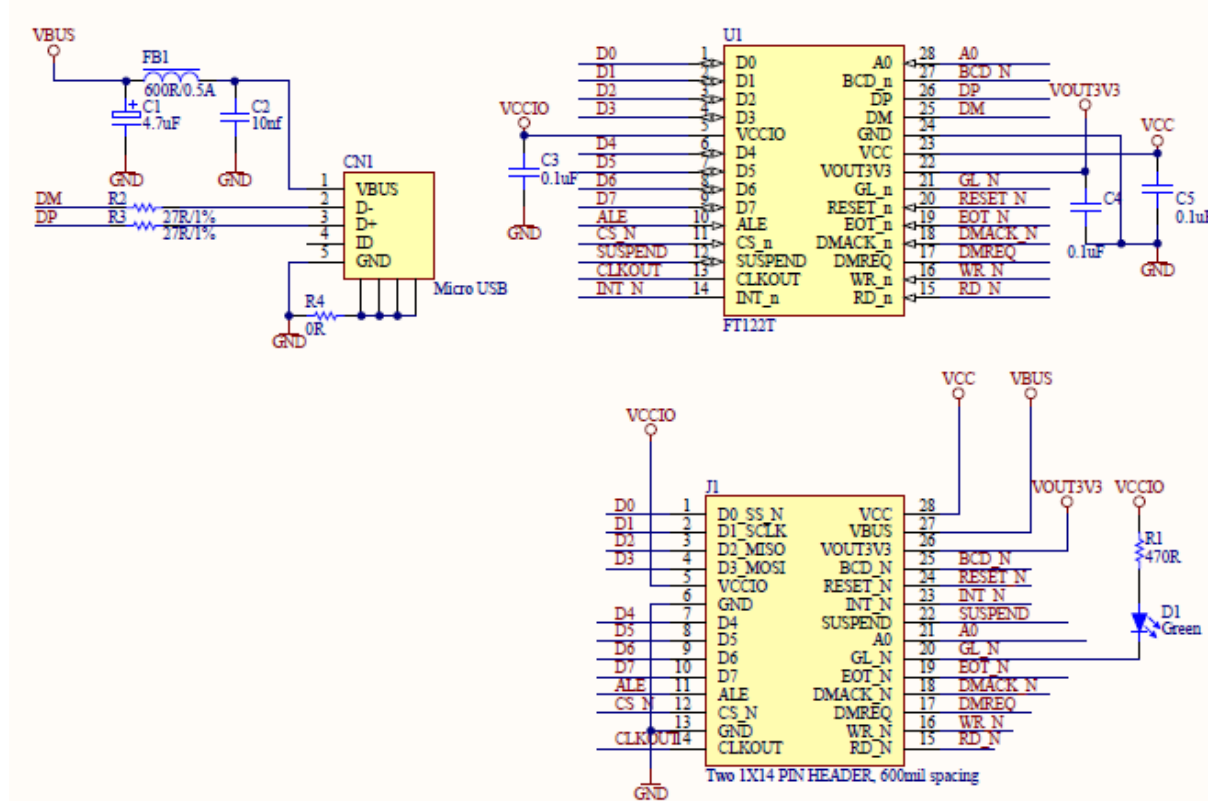 VBUS
FB1
600R/0.5A
C1
4.7uF
C2
10nf
GND
GND
CN1
1 VBUS
DM R2 27R/1% 2 D-
DP R3 27R/1% 3 D+
4 ID
5 GND
Micro USB
R4
0R
GND
U1
VCCIO
C3
0.1uF
GND
D0 1 D0
D1 2 D1
D2 3 D2
D3 4 D3
5 VCCIO
D4 6 D4
D5 7 D5
D6 8 D6
D7 9 D7
ALE 10 ALE
CS_N 11 CS_n
SUSPEND 12 SUSPEND
CLKOUT 13 CLKOUT
INT_N 14 INT_n
A0 28 A0
BCD_n 27 BCD_N
DP 26 DP
DM 25 DM
GND 24
VCC 23
VOUT3V3 22
GL_n 21 GL_N
RESET_n 20 RESET_N
EOT_n 19 EOT_N
DMACK_n 18 DMACK_N
DMREQ 17 DMREQ
WR_n 16 WR_N
RD_n 15 RD_N
FT122T
VOUT3V3
VCC
C4
0.1uF
C5
0.1uF
GND
VCC
VBUS
VCCIO
VOUT3V3
VCCIO
J1
D0 1 D0_SS_N
D1 2 D1_SCLK
D2 3 D2_MISO
D3 4 D3_MOSI
5 VCCIO
6 GND
D4 7 D4
D5 8 D5
D6 9 D6
D7 10 D7
ALE 11 ALE
CS_N 12 CS_N
13 GND
CLKOUT 14 CLKOUT
VCC 28
VBUS 27
VOUT3V3 26
BCD_N 25 BCD_N
RESET_N 24 RESET_N
INT_N 23 INT_N
SUSPEND 22 SUSPEND
A0 21 A0
GL_N 20 GL_N
EOT_N 19 EOT_N
DMACK_N 18 DMACK_N
DMREQ 17 DMREQ
WR_N 16 WR_N
RD_N 15 RD_N
R1
470R
D1
Green
Two 1X14 PIN HEADER, 600mil spacing
GND